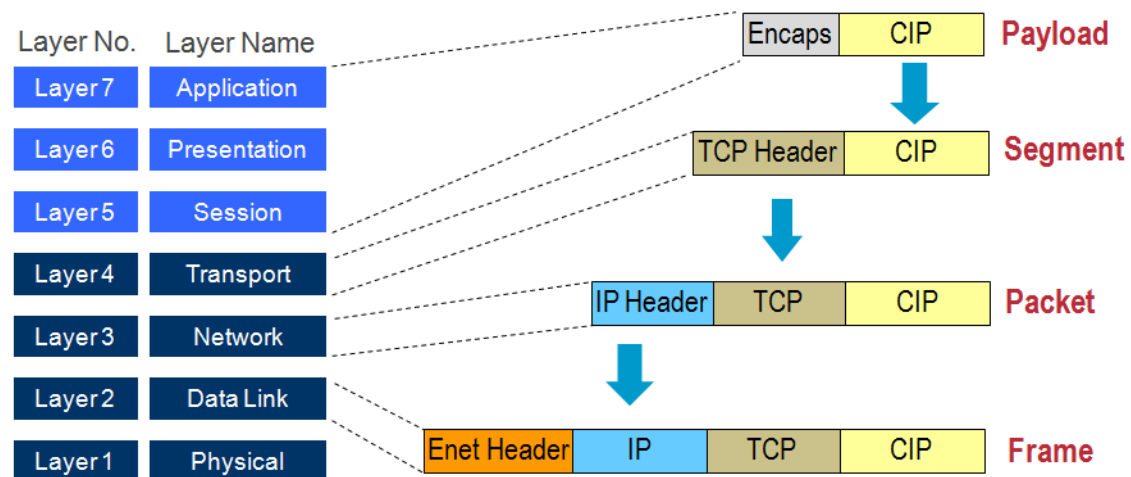 Layer No. Layer Name
Encaps CIP Payload
Layer 7 Application
TCP Header CIP Segment
Layer 6 Presentation
Layer 5 Session
Layer 4 Transport
IP Header TCP CIP Packet
Layer 3 Network
Layer 2 Data Link
Enet Header IP TCP CIP Frame
Layer 1 Physical